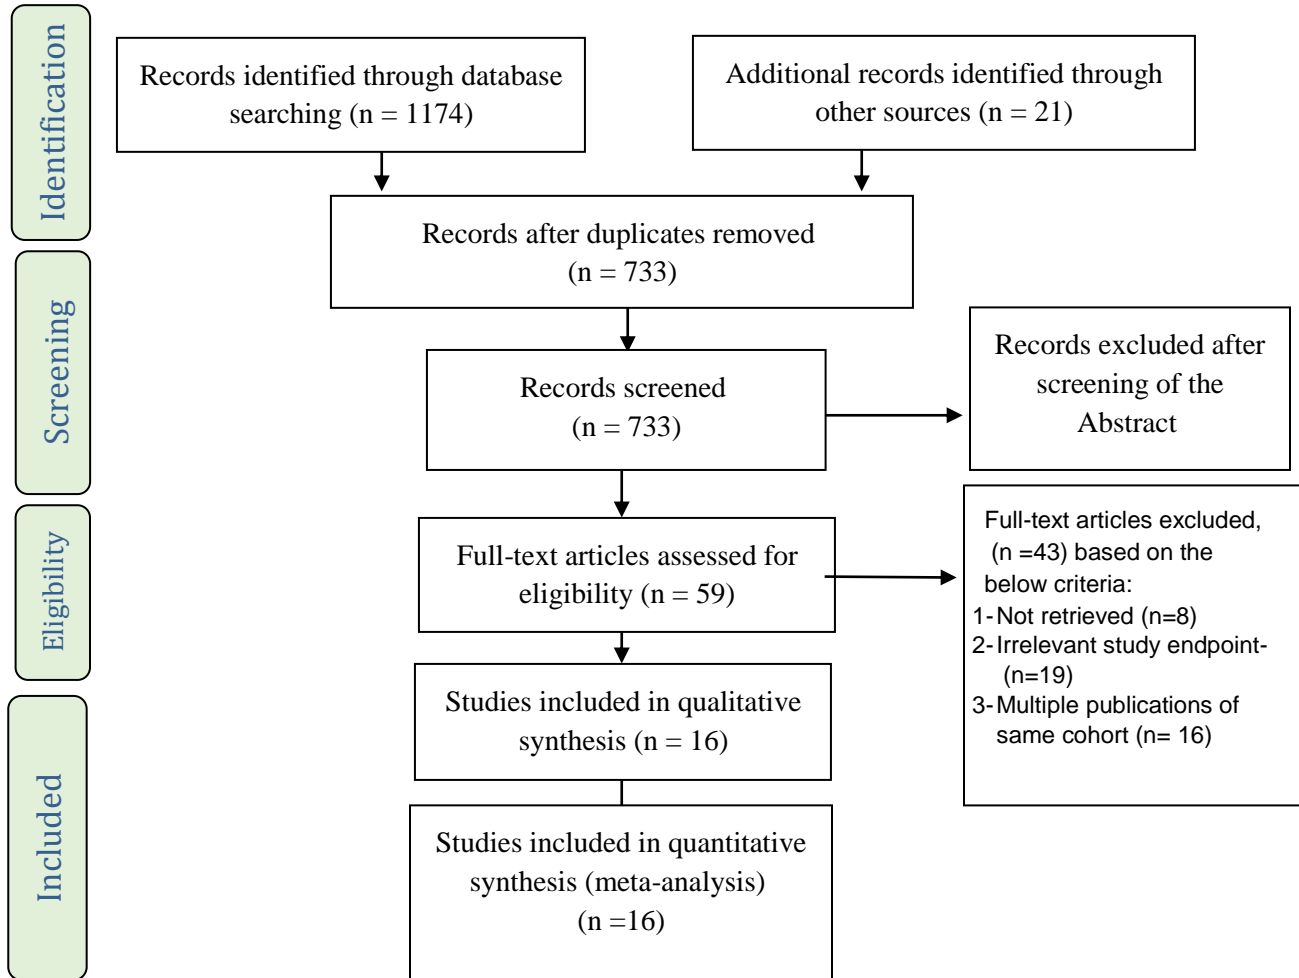 Identification
Records identified through database
searching (n = 1174)
Additional records identified through
other sources (n = 21)
Records after duplicates removed
(n = 733)
Screening
Records screened
(n = 733)
Records excluded after
screening of the
Abstract
Eligibility
Full-text articles assessed for
eligibility (n = 59)
Full-text articles excluded,
(n =43) based on the
below criteria:
1-Not retrieved (n=8)
2-Irrelevant study endpoint-
(n=19)
3-Multiple publications of
same cohort (n= 16)
Included
Studies included in qualitative
synthesis (n = 16)
Studies included in quantitative
synthesis (meta-analysis)
(n =16)